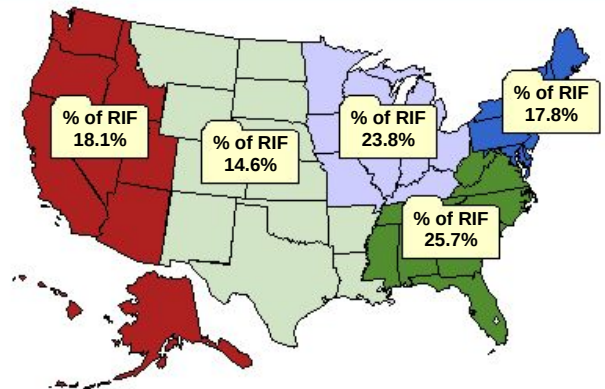 % of RIF
17.8%
% of RIF
18.1%
% of RIF
23.8%
% of RIF
14.6%
% of RIF
25.7%